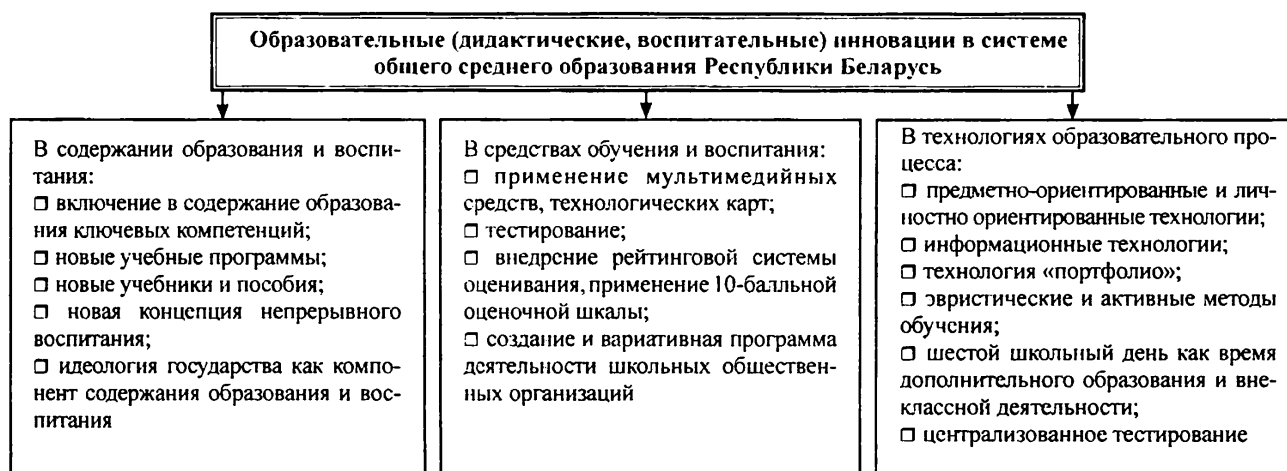 Образовательные (дидактические, воспитательные) инновации в системе
общего среднего образования Республики Беларусь
В содержании образования и воспи-
тания:
□ включение в содержание образова-
ния ключевых компетенций;
□ новые учебные программы;
□ новые учебники и пособия;
□ новая концепция непрерывного
воспитания;
□ идеология государства как компо-
нент содержания образования и вос-
питания
В средствах обучения и воспитания:
□ применение мультимедийных
средств, технологических карт;
□ тестирование;
□ внедрение рейтинговой системы
оценивания, применение 10-балльной
оценочной шкалы;
□ создание и вариативная программа
деятельности школьных обществен-
ных организаций
В технологиях образовательного про-
цесса:
□ предметно-ориентированные и лич-
ностно ориентированные технологии;
□ информационные технологии;
□ технология «портфолио»;
□ эвристические и активные методы
обучения;
□ шестой школьный день как время
дополнительного образования и вне-
классной деятельности;
□ централизованное тестирование